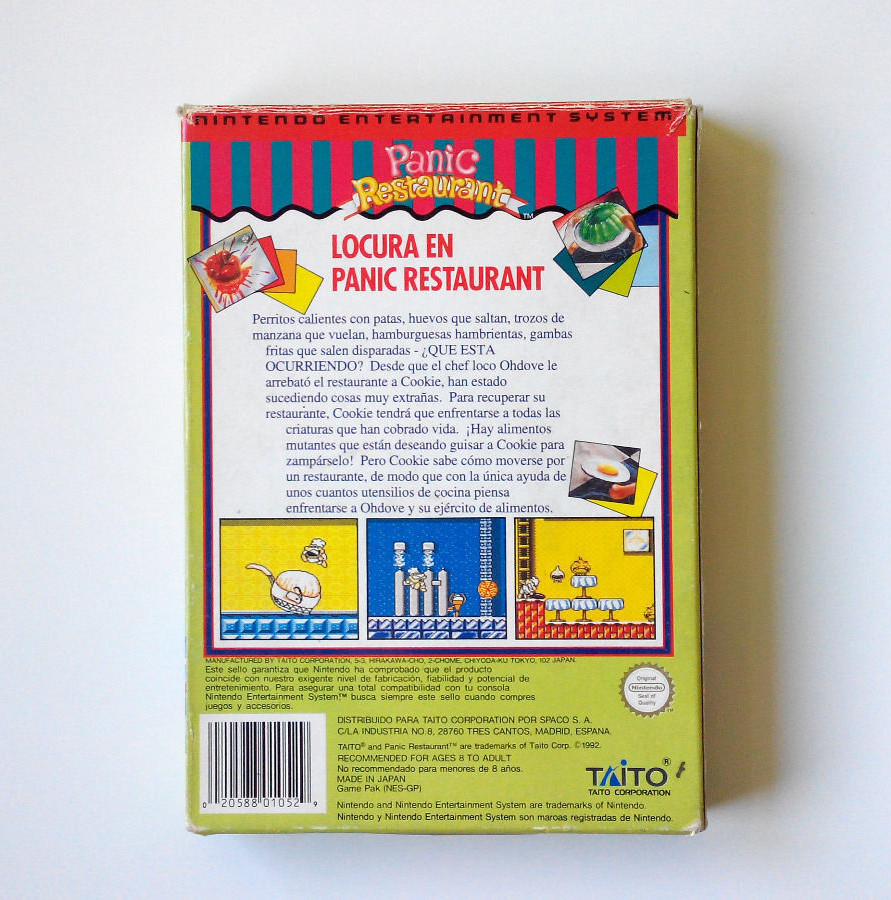 NINTENDO ENTERTAINMENT SYSTEM
Panic
Restaurant™
LOCURA EN
PANIC RESTAURANT
Perritos calientes con patas, huevos que saltan, trozos de
manzana que vuelan, hamburguesas hambrientas, gambas
fritas que salen disparadas - ¿QUE ESTA
OCURRIENDO? Desde que el chef loco Ohdove le
arrebató el restaurante a Cookie, han estado
sucediendo cosas muy extrañas. Para recuperar su
restaurante, Cookie tendrá que enfrentarse a todas las
criaturas que han cobrado vida. ¡Hay alimentos
mutantes que están deseando guisar a Cookie para
zampárselo! Pero Cookie sabe cómo moverse por
un restaurante, de modo que con la única ayuda de
unos cuantos utensilios de cocina piensa
enfrentarse a Ohdove y su ejército de alimentos.
MANUFACTURED BY TAITO CORPORATION, 5-3, HIRAKAWA-CHO, 2-CHOME, CHIYODA-KU TOKYO, 102 JAPAN.
Este sello garantiza que Nintendo ha comprobado que el producto
coincide con nuestro exigente nivel de fabricación, fiabilidad y potencial de
entretenimiento. Para asegurar una total compatibilidad con tu consola
Nintendo Entertainment System™ busca siempre este sello cuando compres
juegos y accesorios.
Original
Nintendo
Seal of
Quality
TM
DISTRIBUIDO PARA TAITO CORPORATION POR SPACO S. A.
C/LA INDUSTRIA NO.8, 28760 TRES CANTOS, MADRID, ESPANA.
TAITO® and Panic Restaurant™ are trademarks of Taito Corp. ©1992.
RECOMMENDED FOR AGES 8 TO ADULT
No recomendado para menores de 8 años.
MADE IN JAPAN
Game Pak (NES-GP)
Nintendo and Nintendo Entertainment System are trademarks of Nintendo.
Nintendo y Nintendo Entertainment System son maroas registradas de Nintendo.
0 20588 01052 9
TAITO®
TAITO CORPORATION